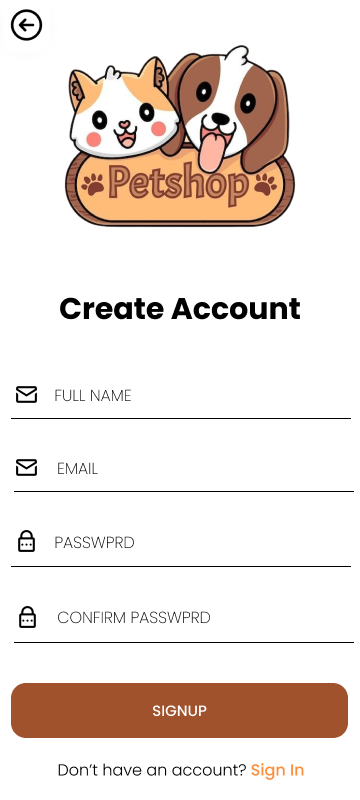 Petshop
Create Account
FULL NAME
EMAIL
PASSWPRD
CONFIRM PASSWPRD
SIGNUP
Don’t have an account? Sign In